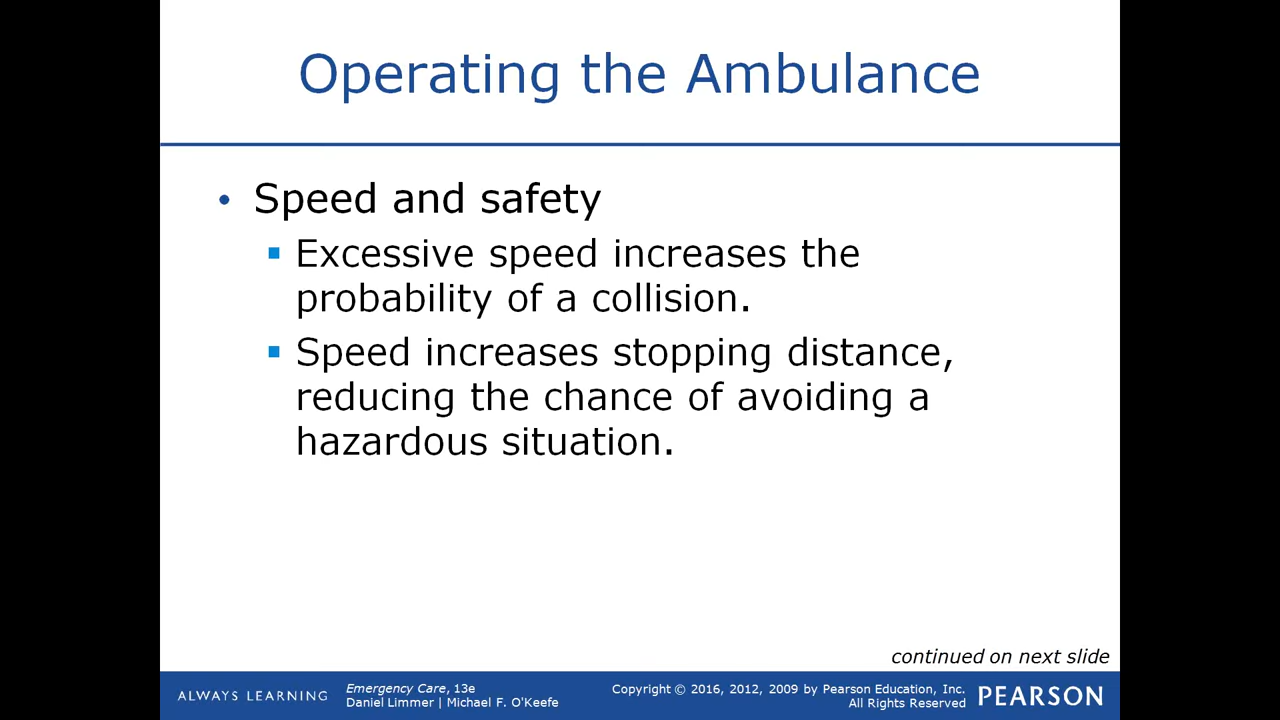 Operating the Ambulance
• Speed and safety
▪ Excessive speed increases the
probability of a collision.
▪ Speed increases stopping distance,
reducing the chance of avoiding a
hazardous situation.
continued on next slide
ALWAYS LEARNING
Emergency Care, 13e
Daniel Limmer | Michael F. O'Keefe
Copyright © 2016, 2012, 2009 by Pearson Education, Inc.
All Rights Reserved
PEARSON